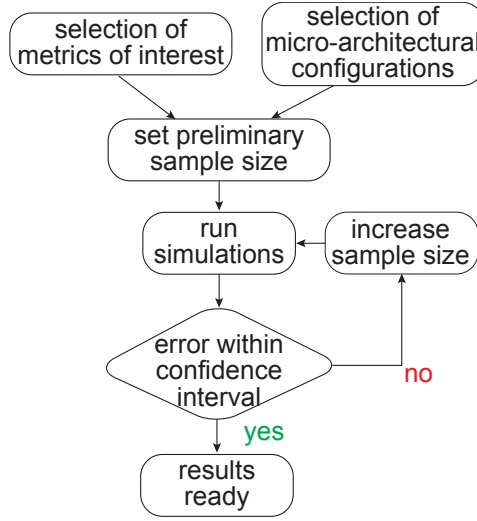 selection of
metrics of interest
selection of
micro-architectural
configurations
set preliminary
sample size
run
simulations
increase
sample size
error within
confidence
interval
no
yes
results
ready